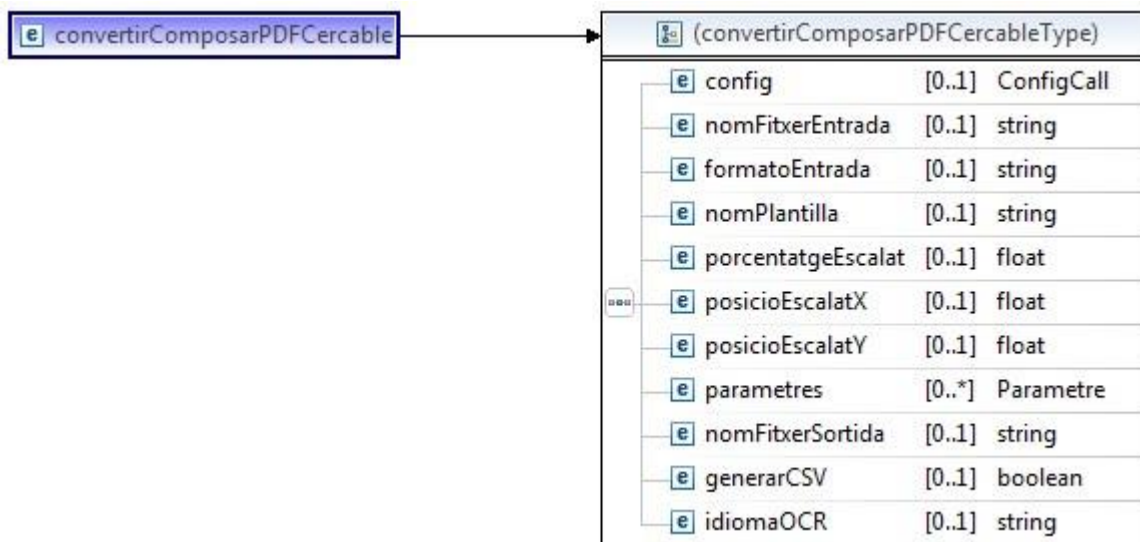 e convertirComposarPDFCercable
(convertirComposarPDFCercableType)
e config [0..1] ConfigCall
e nomFitxerEntrada [0..1] string
e formatoEntrada [0..1] string
e nomPlantilla [0..1] string
e porcentatgeEscalat [0..1] float
e posicioEscalatX [0..1] float
e posicioEscalatY [0..1] float
e parametres [0..*] Parametre
e nomFitxerSortida [0..1] string
e generarCSV [0..1] boolean
e idiomaOCR [0..1] string